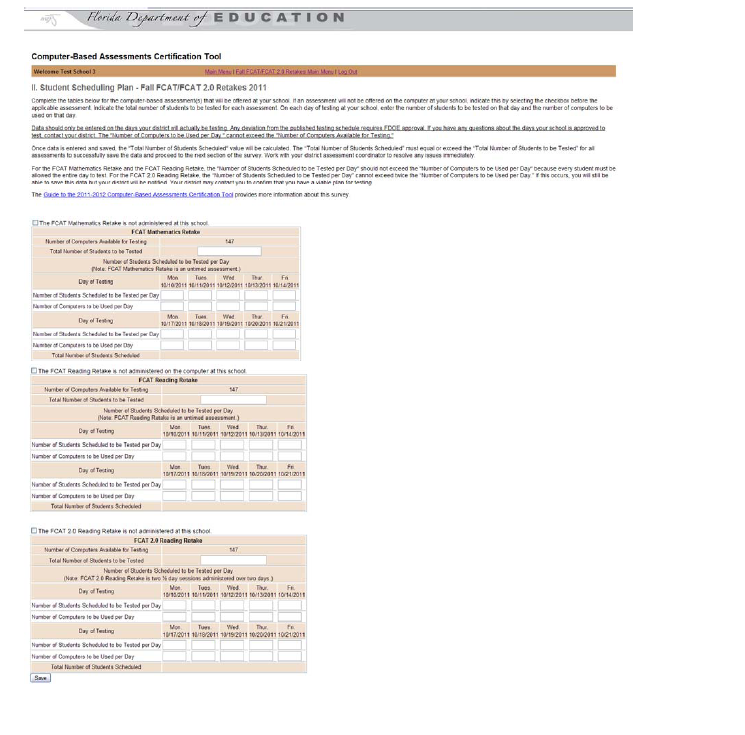 Florida Department of EDUCATION
Computer-Based Assessments Certification Tool
Welcome Test School 3 Main Menu | Fall FCAT/FCAT 2.0 Retakes Main Menu | Log Out
II. Student Scheduling Plan - Fall FCAT/FCAT 2.0 Retakes 2011
Complete the tables below for the computer-based assessment(s) that will be offered at your school. If an assessment will not be offered on the computer at your school, indicate this by selecting the checkbox before the
applicable assessment. Indicate the total number of students to be tested for each assessment. On each day of testing at your school, enter the number of students to be tested on that day and the number of computers to be
used on that day.
Data should only be entered on the days your district will actually be testing. Any deviation from the published testing schedule requires FDOE approval. If you have any questions about the days your school is approved to
test, contact your district. The "Number of Computers to be Used per Day," cannot exceed the "Number of Computers Available for Testing."
Once data is entered and saved, the "Total Number of Students Scheduled" value will be calculated. The "Total Number of Students Scheduled" must equal or exceed the "Total Number of Students to be Tested" for all
assessments to successfully save the data and proceed to the next section of the survey. Work with your district assessment coordinator to resolve any issues immediately.
For the FCAT Mathematics Retake and the FCAT Reading Retake, the "Number of Students Scheduled to be Tested per Day" should not exceed the "Number of Computers to be Used per Day" because every student must be
allowed the entire day to test. For the FCAT 2.0 Reading Retake, the "Number of Students Scheduled to be Tested per Day" cannot exceed twice the "Number of Computers to be Used per Day." If this occurs, you will still be
able to save this data but your district will be notified. Your district may contact you to confirm that you have a viable plan for testing.
The Guide to the 2011-2012 Computer-Based Assessments Certification Tool provides more information about this survey.
The FCAT Mathematics Retake is not administered at this school.
FCAT Mathematics Retake
Number of Computers Available for Testing 147
Total Number of Students to be Tested
Number of Students Scheduled to be Tested per Day
(Note: FCAT Mathematics Retake is an untimed assessment.)
Day of Testing Mon. Tues. Wed. Thur. Fri.
10/10/2011 10/11/2011 10/12/2011 10/13/2011 10/14/2011
Number of Students Scheduled to be Tested per Day
Number of Computers to be Used per Day
Day of Testing Mon. Tues. Wed. Thur. Fri.
10/17/2011 10/18/2011 10/19/2011 10/20/2011 10/21/2011
Number of Students Scheduled to be Tested per Day
Number of Computers to be Used per Day
Total Number of Students Scheduled
The FCAT Reading Retake is not administered on the computer at this school.
FCAT Reading Retake
Number of Computers Available for Testing 147
Total Number of Students to be Tested
Number of Students Scheduled to be Tested per Day
(Note: FCAT Reading Retake is an untimed assessment.)
Day of Testing Mon. Tues. Wed. Thur. Fri.
10/10/2011 10/11/2011 10/12/2011 10/13/2011 10/14/2011
Number of Students Scheduled to be Tested per Day
Number of Computers to be Used per Day
Day of Testing Mon. Tues. Wed. Thur. Fri.
10/17/2011 10/18/2011 10/19/2011 10/20/2011 10/21/2011
Number of Students Scheduled to be Tested per Day
Number of Computers to be Used per Day
Total Number of Students Scheduled
The FCAT 2.0 Reading Retake is not administered at this school.
FCAT 2.0 Reading Retake
Number of Computers Available for Testing 147
Total Number of Students to be Tested
Number of Students Scheduled to be Tested per Day
(Note: FCAT 2.0 Reading Retake is two ½ day sessions administered over two days.)
Day of Testing Mon. Tues. Wed. Thur. Fri.
10/10/2011 10/11/2011 10/12/2011 10/13/2011 10/14/2011
Number of Students Scheduled to be Tested per Day
Number of Computers to be Used per Day
Day of Testing Mon. Tues. Wed. Thur. Fri.
10/17/2011 10/18/2011 10/19/2011 10/20/2011 10/21/2011
Number of Students Scheduled to be Tested per Day
Number of Computers to be Used per Day
Total Number of Students Scheduled
Save